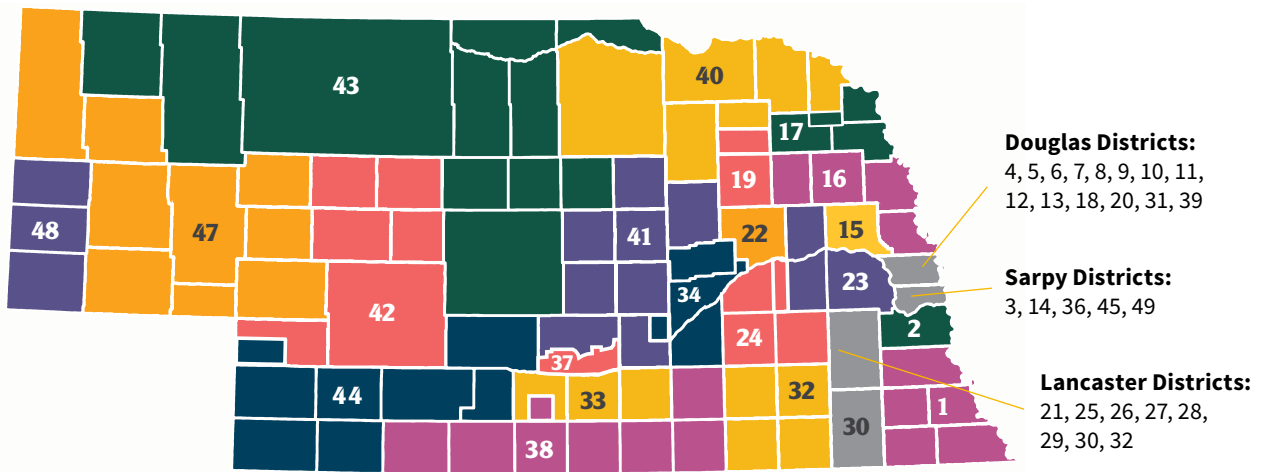 43
40
17
Douglas Districts:
4, 5, 6, 7, 8, 9, 10, 11,
12, 13, 18, 20, 31, 39
19
16
48
47
41
22
15
23
Sarpy Districts:
3, 14, 36, 45, 49
34
42
24
2
37
Lancaster Districts:
21, 25, 26, 27, 28,
29, 30, 32
44
33
32
1
30
38